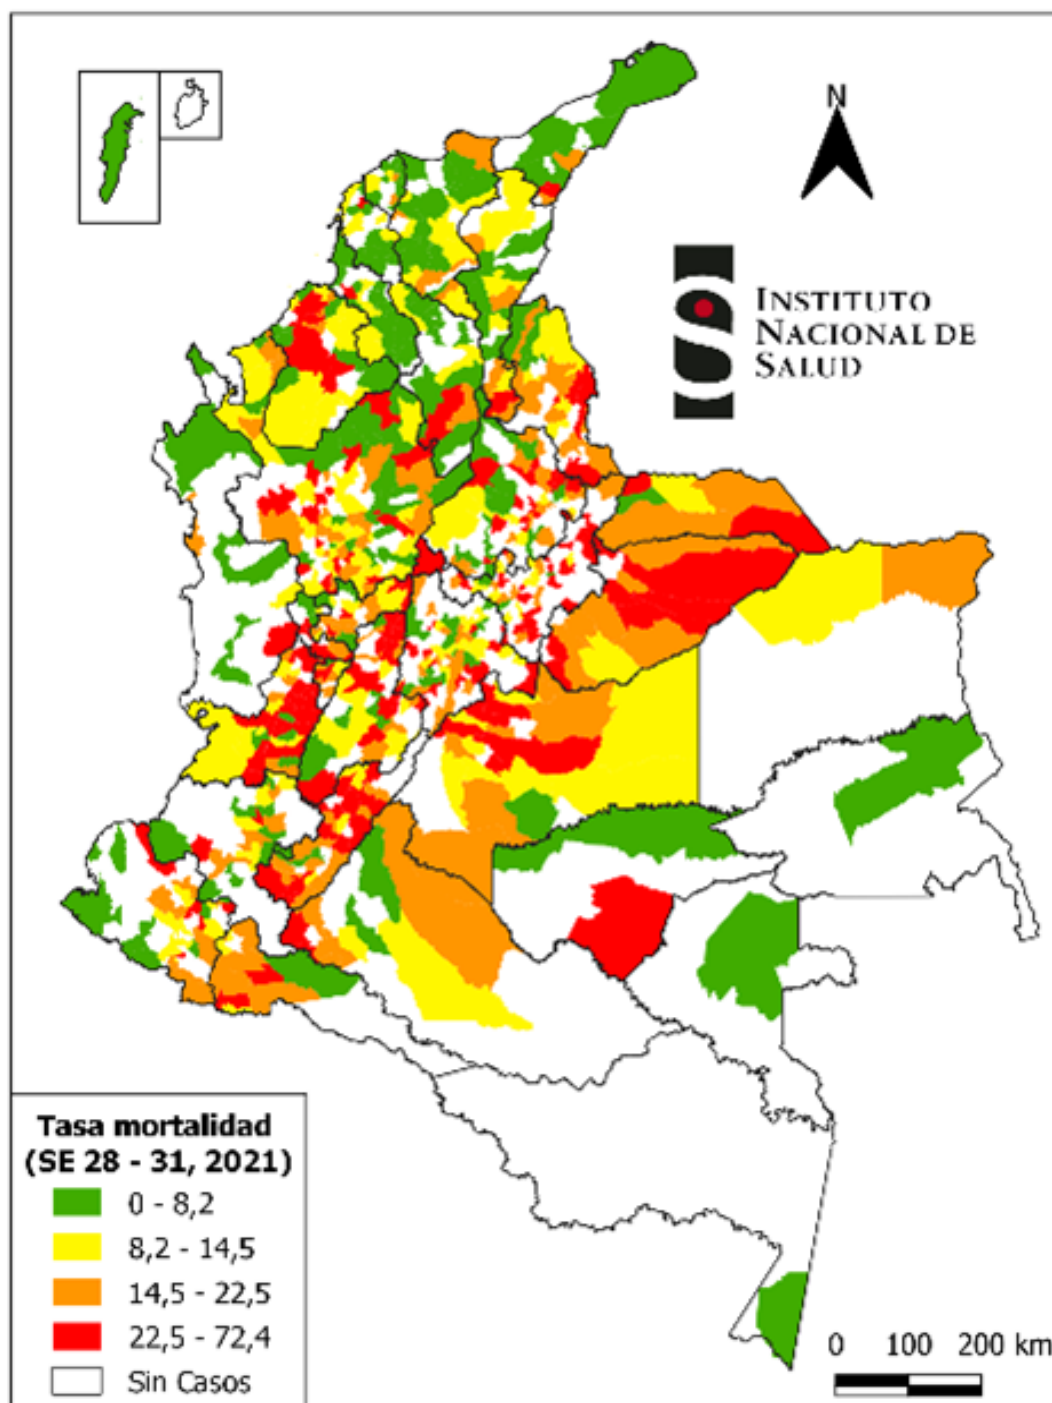 N
INSTITUTO
NACIONAL DE
SALUD
Tasa mortalidad
(SE 28 - 31, 2021)
0 - 8,2
8,2 - 14,5
14,5 - 22,5
22,5 - 72,4
Sin Casos
0 100 200 km